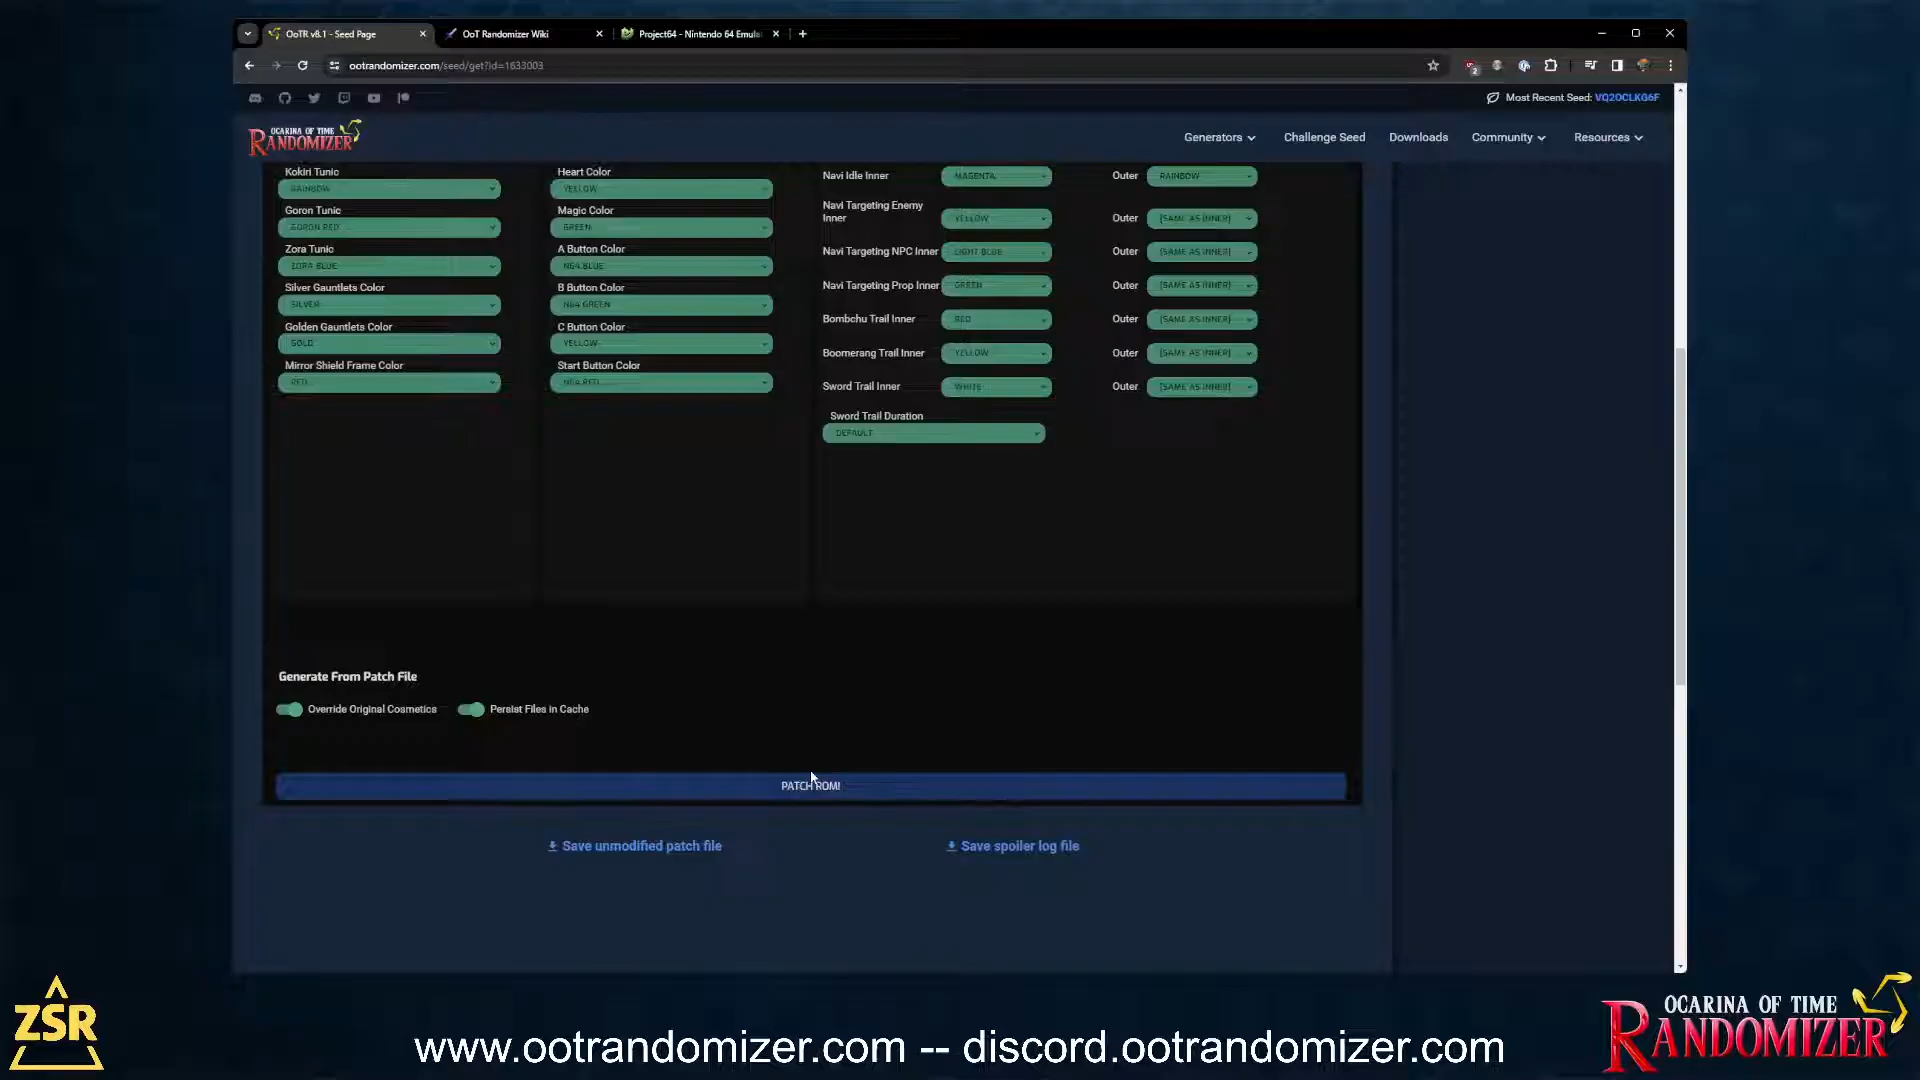 OoTR v8.1 - Seed Page
OoT Randomizer Wiki
Project64 - Nintendo 64 Emula
ootrandomizer.com/seed/get?id=1633003
2
Most Recent Seed: VQ2OCLKG6F
OCARINA OF TIME
RANDOMIZER
Generators
Challenge Seed
Downloads
Community
Resources
Kokiri Tunic
RAINBOW
Goron Tunic
GORON RED
Zora Tunic
ZORA BLUE
Silver Gauntlets Color
SILVER
Golden Gauntlets Color
GOLD
Mirror Shield Frame Color
RED
Heart Color
YELLOW
Magic Color
GREEN
A Button Color
N64 BLUE
B Button Color
N64 GREEN
C Button Color
YELLOW
Start Button Color
N64 RED
Navi Idle Inner
MAGENTA
Outer
RAINBOW
Navi Targeting Enemy
Inner
YELLOW
Outer
[SAME AS INNER]
Navi Targeting NPC Inner
LIGHT BLUE
Outer
[SAME AS INNER]
Navi Targeting Prop Inner
GREEN
Outer
[SAME AS INNER]
Bombchu Trail Inner
RED
Outer
[SAME AS INNER]
Boomerang Trail Inner
YELLOW
Outer
[SAME AS INNER]
Sword Trail Inner
WHITE
Outer
[SAME AS INNER]
Sword Trail Duration
DEFAULT
Generate From Patch File
Override Original Cosmetics
Persist Files in Cache
PATCH ROM!
Save unmodified patch file
Save spoiler log file
ZSR
www.ootrandomizer.com -- discord.ootrandomizer.com
OCARINA OF TIME
RANDOMIZER